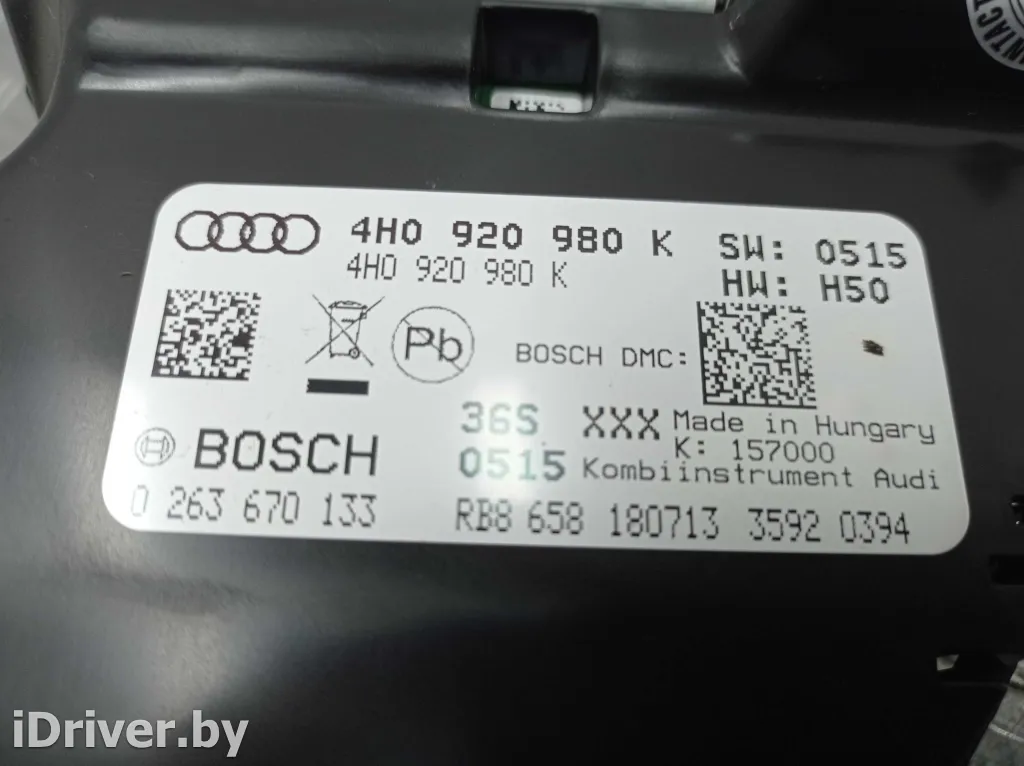 4H0 920 980 K
4H0 920 980 K
SW: 0515
HW: H50
Pb
BOSCH DMC:
36S XXX Made in Hungary
K: 157000
BOSCH
0515 Kombiinstrument Audi
0 263 670 133
RB8 658 180713 3592 0394
iDriver.by